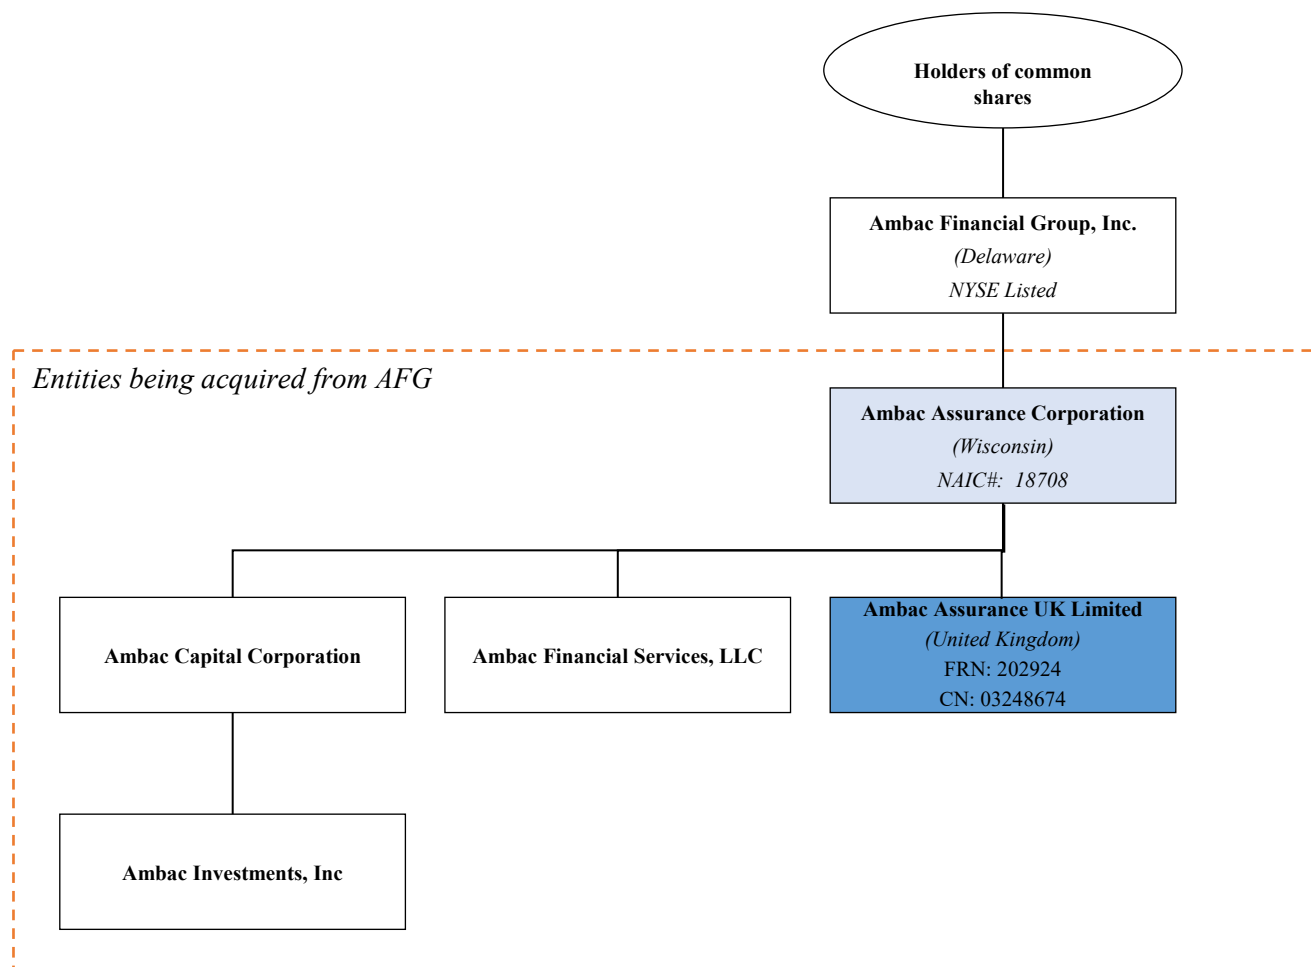 Holders of common
shares
Ambac Financial Group, Inc.
(Delaware)
NYSE Listed
Entities being acquired from AFG
Ambac Assurance Corporation
(Wisconsin)
NAIC#: 18708
Ambac Capital Corporation
Ambac Financial Services, LLC
Ambac Assurance UK Limited
(United Kingdom)
FRN: 202924
CN: 03248674
Ambac Investments, Inc